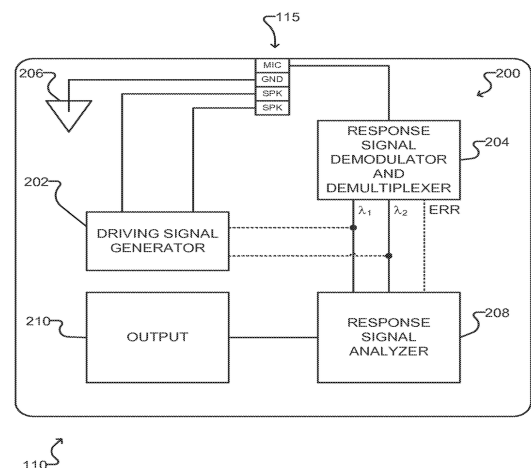 115
MIC
206
GND
200
SPK
SPK
RESPONSE
SIGNAL
DEMODULATOR
AND
DEMULTIPLEXER
204
202
λ1
λ2
ERR
DRIVING SIGNAL
GENERATOR
210
OUTPUT
RESPONSE
SIGNAL
ANALYZER
208
110